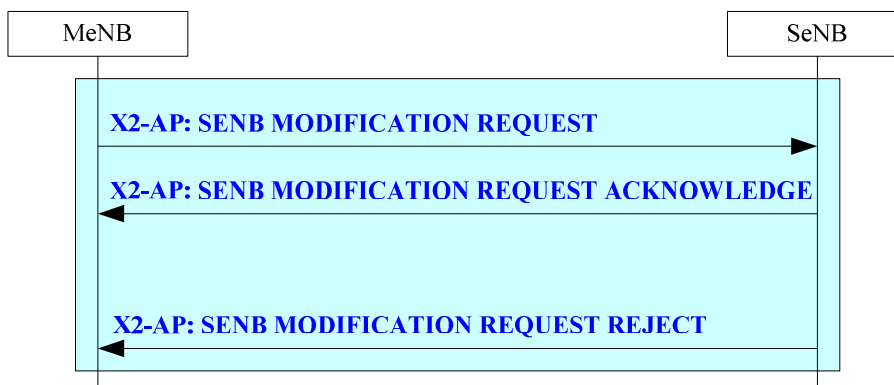 MeNB
SeNB
X2-AP: SENB MODIFICATION REQUEST
X2-AP: SENB MODIFICATION REQUEST ACKNOWLEDGE
X2-AP: SENB MODIFICATION REQUEST REJECT